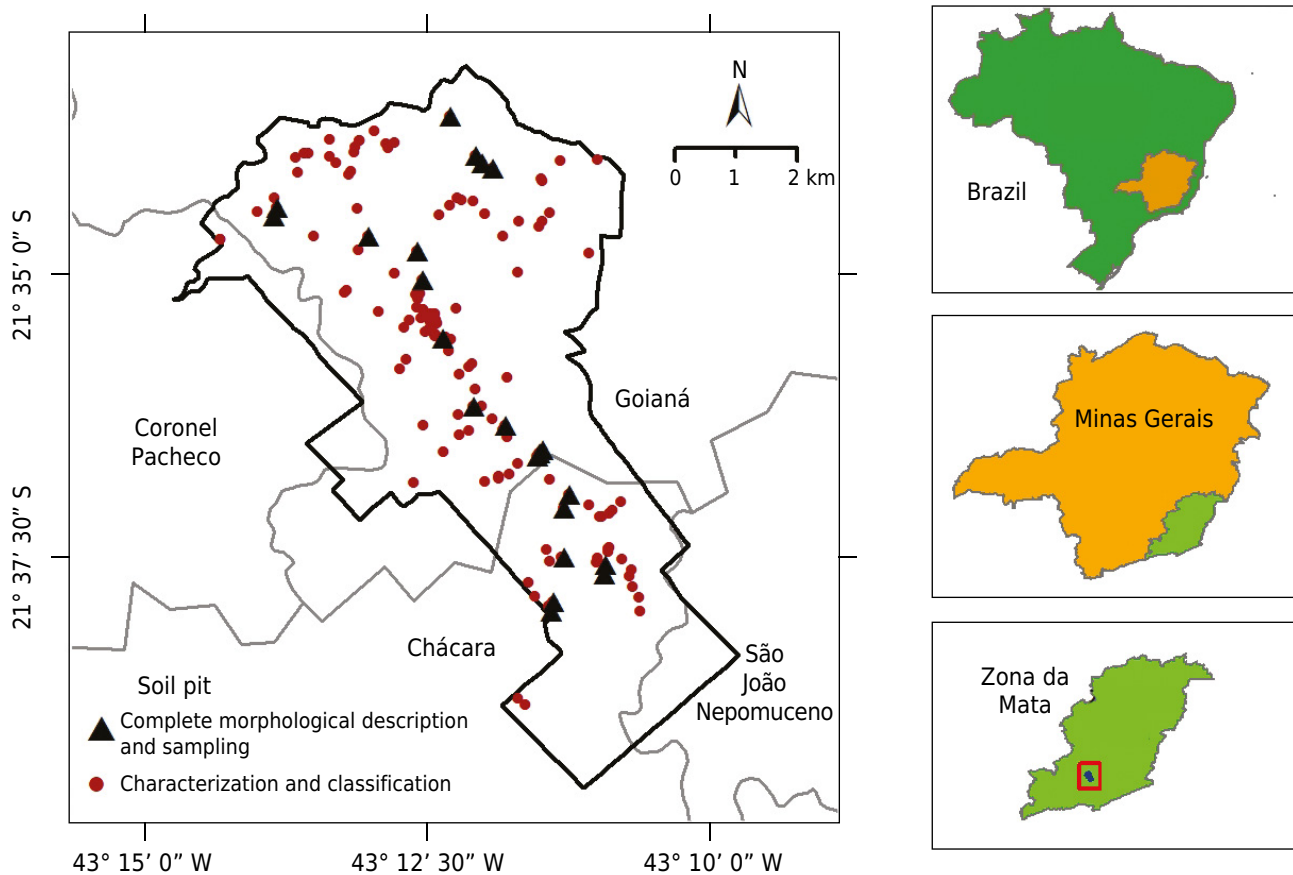 N
0 1 2 km
21° 35' 0” S
21° 37' 30” S
Goianá
Coronel
Pacheco
Chácara
São
João
Nepomuceno
Soil pit
Complete morphological description
and sampling
Characterization and classification
43° 15' 0” W
43° 12' 30” W
43° 10' 0” W
Brazil
Minas Gerais
Zona da
Mata